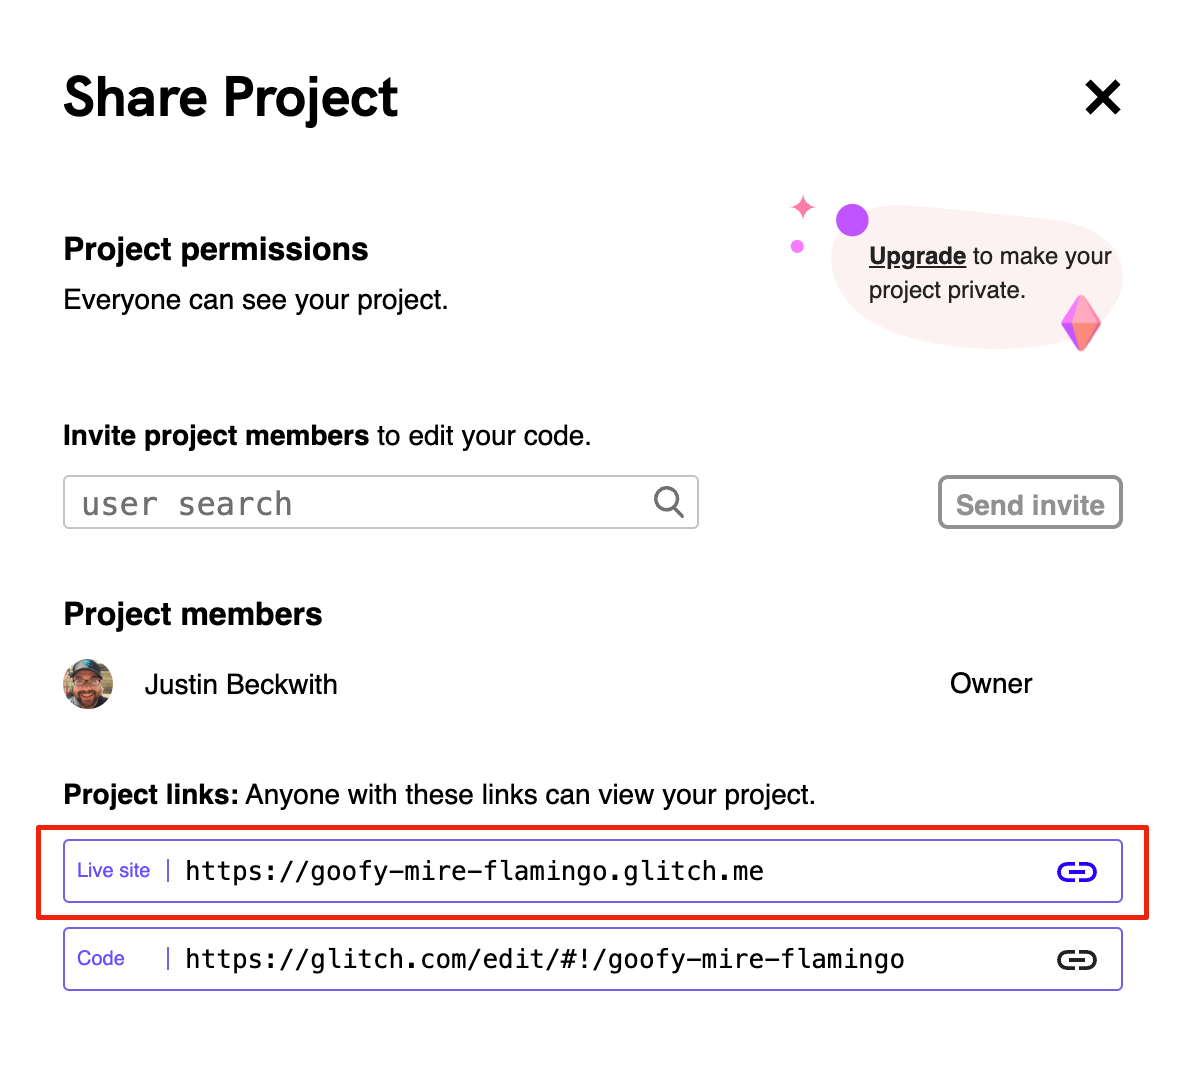 Share Project
Project permissions
Everyone can see your project.
Upgrade to make your
project private.
Invite project members to edit your code.
user search
Send invite
Project members
Justin Beckwith
Owner
Project links: Anyone with these links can view your project.
Live site | https://goofy-mire-flamingo.glitch.me
Code | https://glitch.com/edit/#!/goofy-mire-flamingo